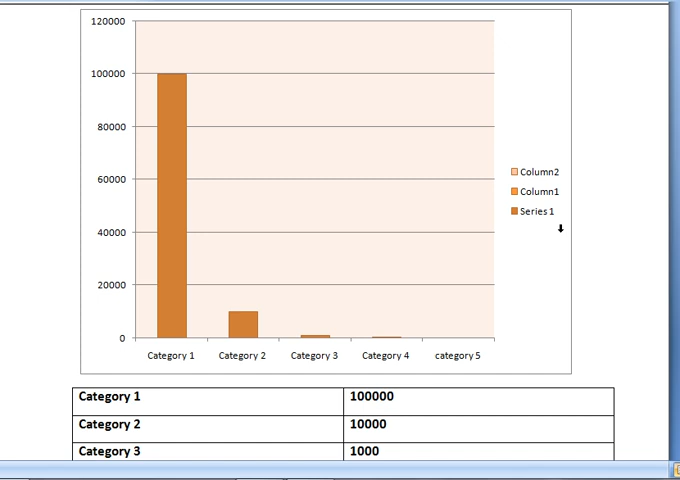 120000
100000
80000
60000
40000
20000
0
Category 1 Category 2 Category 3 Category 4 category 5
Column2
Column1
Series 1
Category 1 100000
Category 2 10000
Category 3 1000